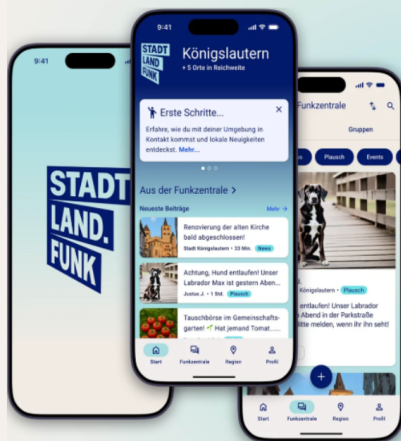 9:41
STADT
LAND.
FUNK
9:41
STADT
LAND
FUNK
Königslautern
+ 5 Orte in Reichweite
Erste Schritte...
Erfahre, wie du mit deiner Umgebung in
Kontakt kommst und lokale Neuigkeiten
entdeckst. Mehr...
Aus der Funkzentrale >
Neueste Beiträge Mehr →
Renovierung der alten Kirche
bald abgeschlossen!
Stadt Königslautern • 23 Min. News
Achtung, Hund entlaufen! Unser
Labrador Max ist gestern Aben...
Justus J. • 1 Std. Plausch
Tauschbörse im Gemeinschafts-
garten! Hat jemand Tomat......
Start Funkzentrale Region Profil
Funkzentrale
Gruppen
Plausch Events
Königslautern • Plausch
entlaufen! Unser Labrador
Abend in der Parkstraße
Bitte melden, wenn ihr ihn seht!
Start Funkzentrale Region Profil